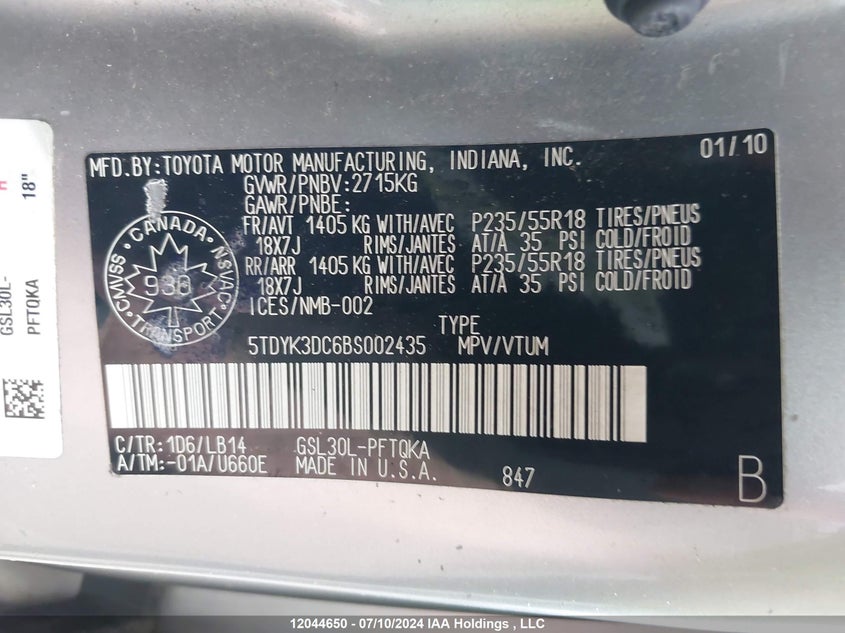 H
18"
GSL30L-
PFTQKA
MFD.BY:TOYOTA MOTOR MANUFACTURING, INDIANA, INC. 01/10
GVWR/PNBV:2715KG
GAWR/PNBE:
FR/AVT 1405 KG WITH/AVEC P235/55R18 TIRES/PNEUS
18X7J RIMS/JANTES AT/A 35 PSI COLD/FROID
RR/ARR 1405 KG WITH/AVEC P235/55R18 TIRES/PNEUS
18X7J RIMS/JANTES AT/À 35 PSI COLD/FROID
ICES/NMB-002
CANADA
CMVSS NSVAC
TRANSPORT
TYPE
5TDYK3DC6BS002435 MPV/VTUM
C/TR:1D6/LB14 GSL30L-PFTQKA
A/TM:-01A/U660E MADE IN U.S.A.
847
B
12044650 - 07/10/2024 IAA Holdings, LLC